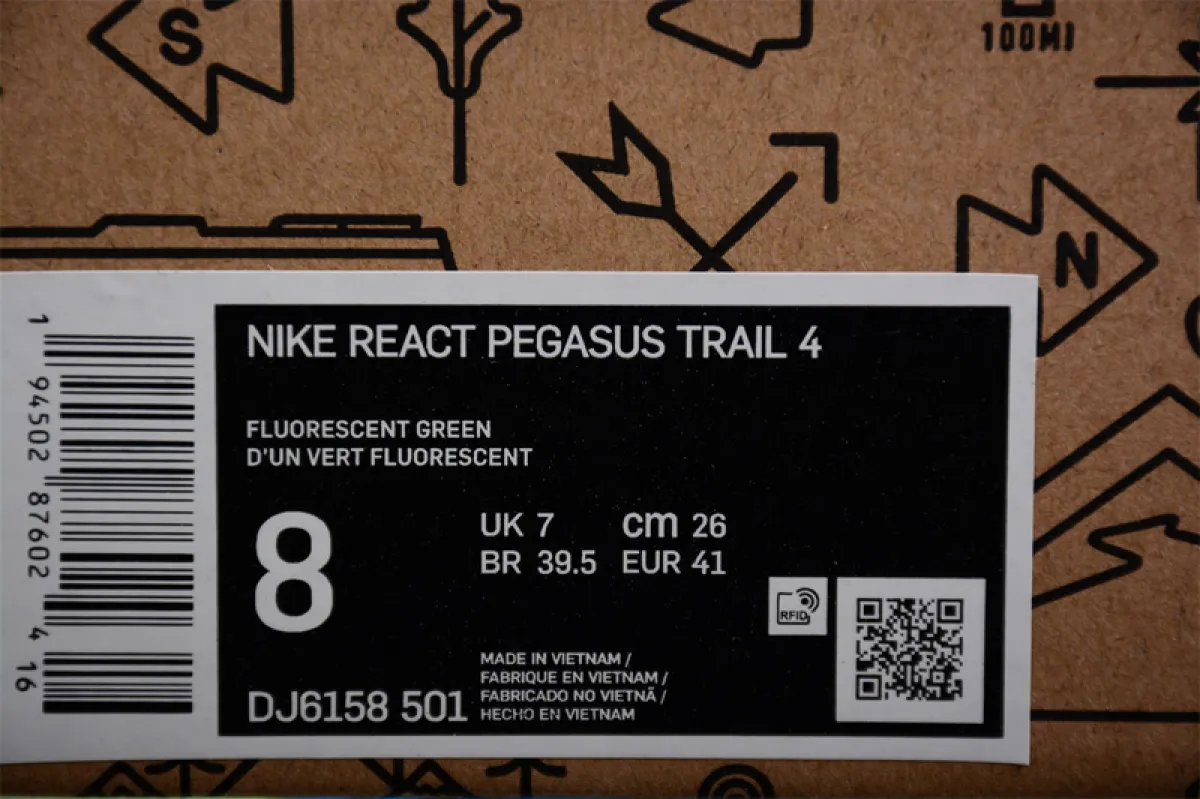 S
100MI
N
1
94502 87602 4
16
NIKE REACT PEGASUS TRAIL 4
FLUORESCENT GREEN
D'UN VERT FLUORESCENT
8
UK 7 cm 26
BR 39.5 EUR 41
RFID
MADE IN VIETNAM /
FABRIQUE EN VIETNAM /
FABRICADO NO VIETNÃ /
HECHO EN VIETNAM
DJ6158 501